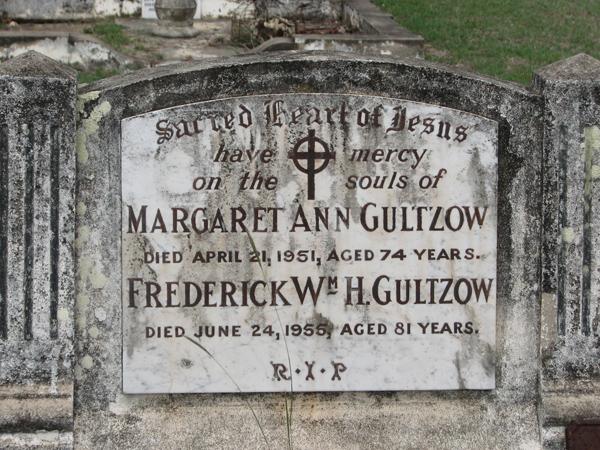 Sacred Heart of Jesus
have mercy
on the souls of
MARGARET ANN GULTZOW
DIED APRIL 21, 1951, AGED 74 YEARS.
FREDERICK Wᴹ H. GULTZOW
DIED JUNE 24, 1955, AGED 81 YEARS.
R·I·P